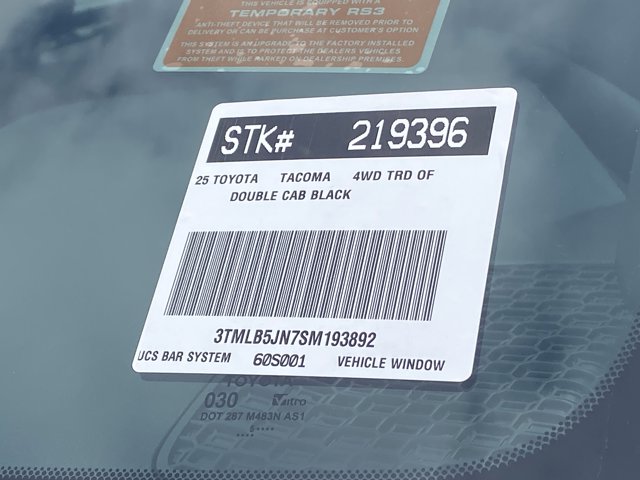 THIS VEHICLE IS EQUIPPED WITH A
TEMPORARY RS3
ANTI-THEFT DEVICE THAT WILL BE REMOVED PRIOR TO
DELIVERY OR CAN BE PURCHASE AT CUSTOMER'S OPTION
THIS SYSTEM IS AN UPGRADE TO THE FACTORY INSTALLED
SYSTEM AND IS TO PROTECT THE DEALERS VEHICLES
FROM THEFT WHILE PARKED ON DEALERSHIP PREMISES.
STK# 219396
25 TOYOTA TACOMA 4WD TRD OF
DOUBLE CAB BLACK
3TMLB5JN7SM193892
UCS BAR SYSTEM 60S001 VEHICLE WINDOW
TOYOTA
030 Vitro
DOT 287 M483N AS1